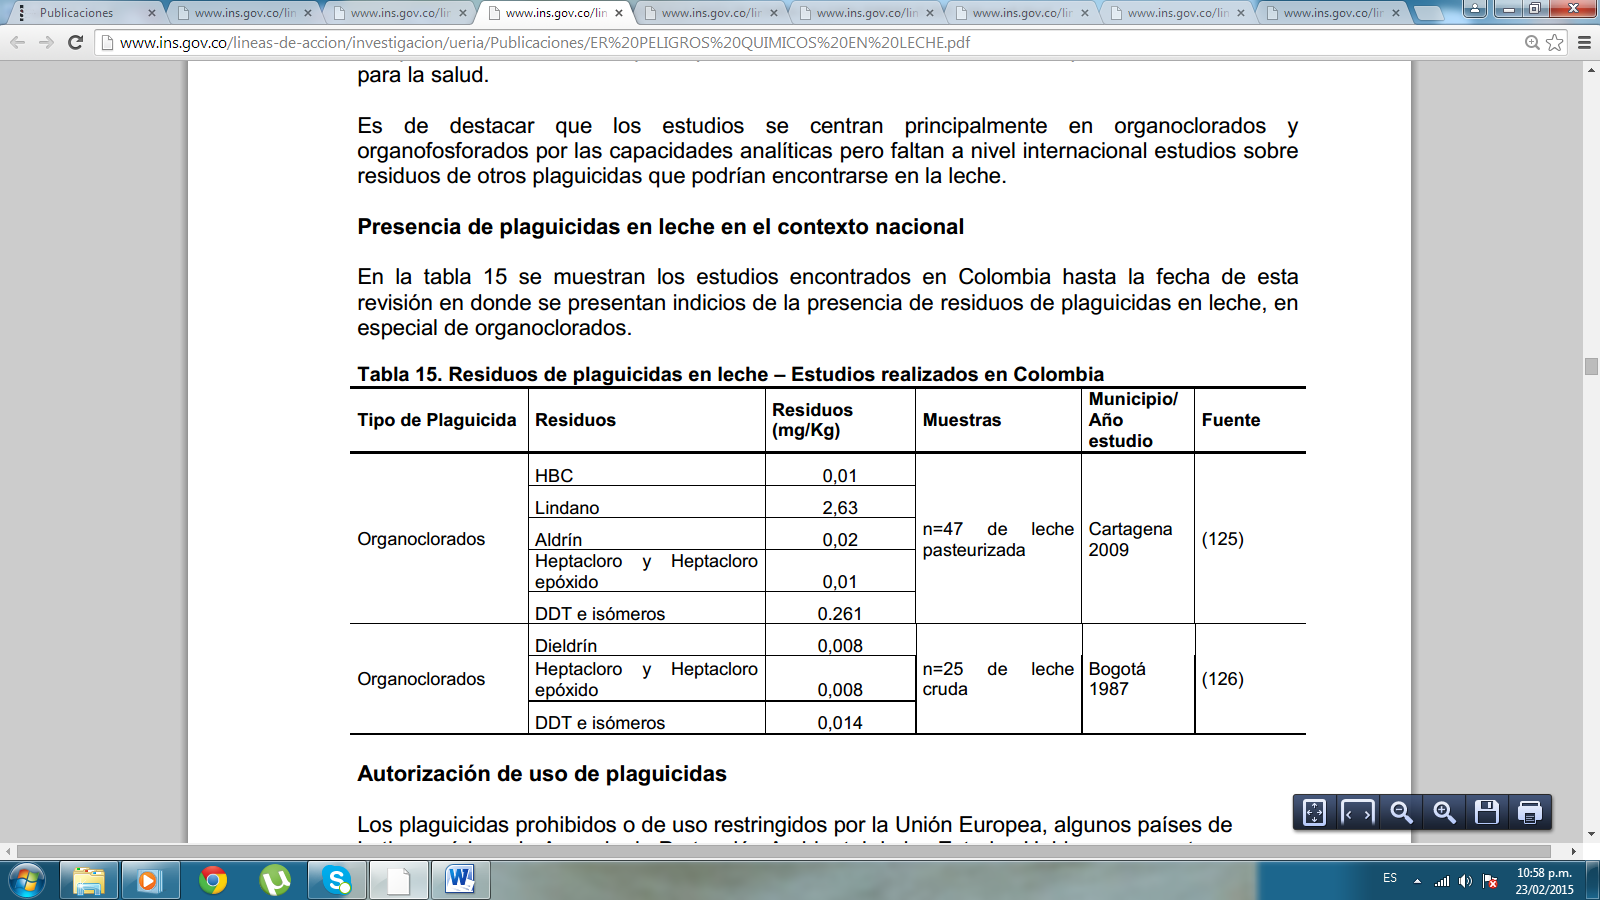 Publicaciones
www.ins.gov.co/lin
www.ins.gov.co/lin
www.ins.gov.co/lin
www.ins.gov.co/lin
www.ins.gov.co/lin
www.ins.gov.co/lin
www.ins.gov.co/lin
www.ins.gov.co/lin
www.ins.gov.co/lineas-de-accion/investigacion/ueria/Publicaciones/ER%20PELIGROS%20QUIMICOS%20EN%20LECHE.pdf
para la salud.
Es de destacar que los estudios se centran principalmente en organoclorados y
organofosforados por las capacidades analíticas pero faltan a nivel internacional estudios sobre
residuos de otros plaguicidas que podrían encontrarse en la leche.
Presencia de plaguicidas en leche en el contexto nacional
En la tabla 15 se muestran los estudios encontrados en Colombia hasta la fecha de esta
revisión en donde se presentan indicios de la presencia de residuos de plaguicidas en leche, en
especial de organoclorados.
Tabla 15. Residuos de plaguicidas en leche – Estudios realizados en Colombia
Tipo de Plaguicida
Residuos
Residuos
(mg/Kg)
Muestras
Municipio/
Año
estudio
Fuente
Organoclorados
HBC
0,01
Lindano
2,63
Aldrín
0,02
Heptacloro y Heptacloro
epóxido
0,01
DDT e isómeros
0.261
n=47 de leche
pasteurizada
Cartagena
2009
(125)
Organoclorados
Dieldrín
0,008
Heptacloro y Heptacloro
epóxido
0,008
DDT e isómeros
0,014
n=25 de leche
cruda
Bogotá
1987
(126)
Autorización de uso de plaguicidas
Los plaguicidas prohibidos o de uso restringidos por la Unión Europea, algunos países de
ES
10:58 p.m.
23/02/2015